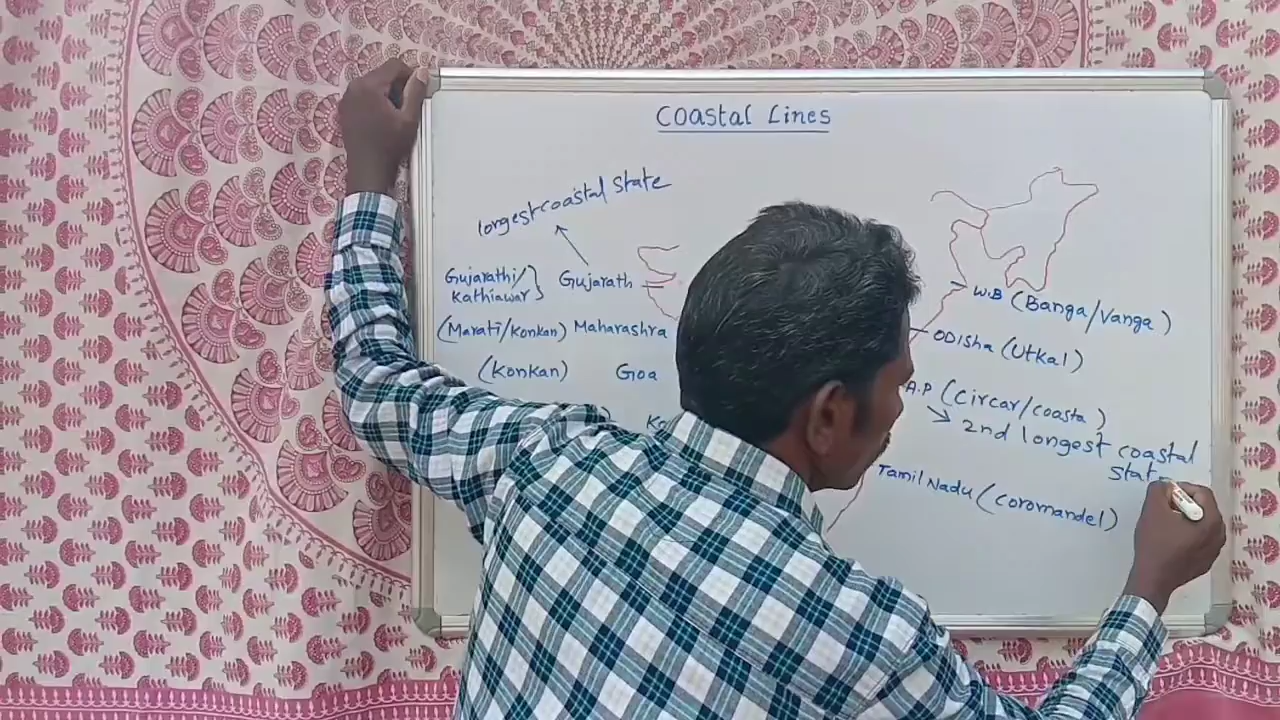 Coastal Lines
longest coastal State
Gujarathi/
Kathiawar}
Gujarath
(Marati/Konkan) Maharashra
(Konkan) Goa
W.B (Banga/Vanga)
ODisha (Utkal)
A.P (Circar/coasta)
2nd longest coastal
Stat
Tamil Nadu (coromandel)